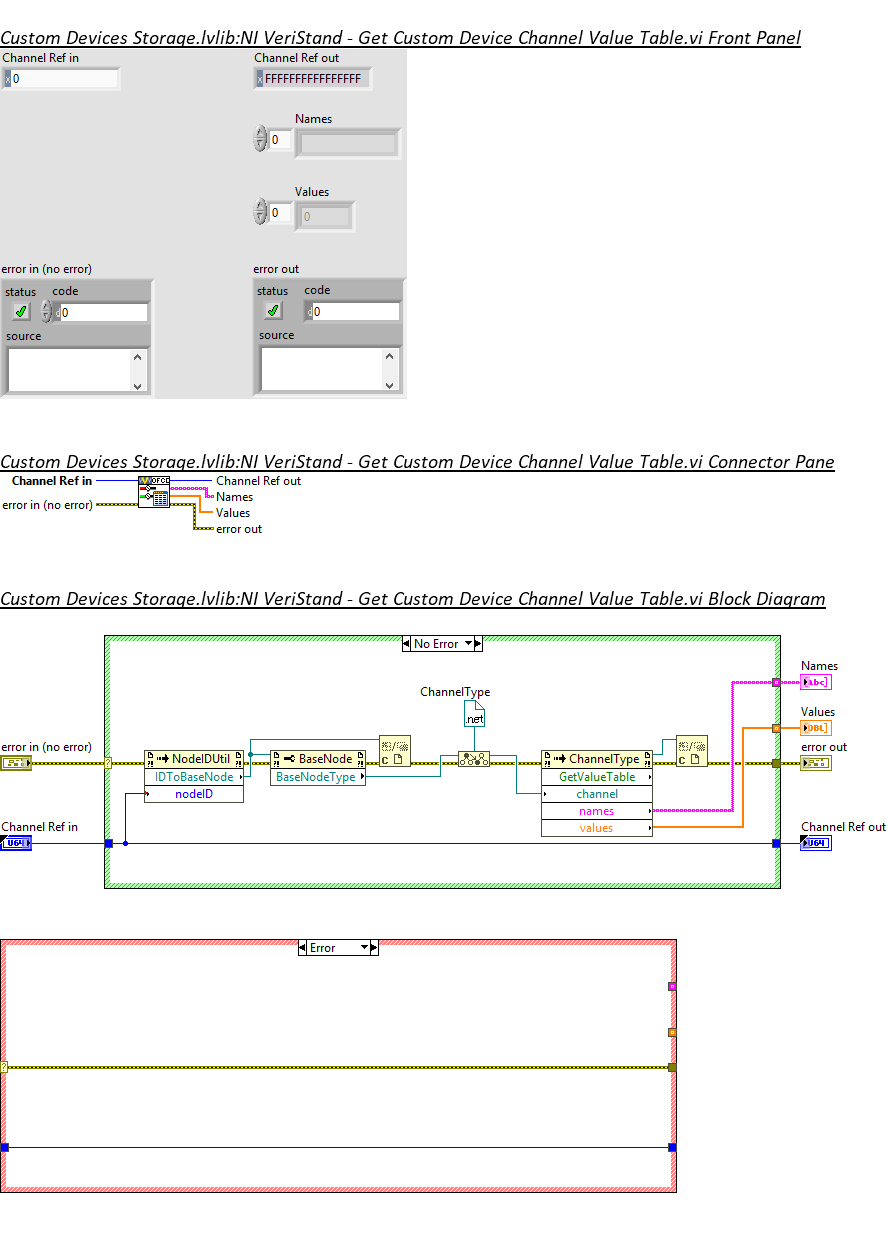 Custom Devices Storage.lvlib:NI VeriStand - Get Custom Device Channel Value Table.vi Front Panel
Channel Ref in
Channel Ref out
x 0
x FFFFFFFFFFFFFFFF
Names
0
Values
0
0
error in (no error)
error out
status code
status code
d 0
d 0
source
source
Custom Devices Storage.lvlib:NI VeriStand - Get Custom Device Channel Value Table.vi Connector Pane
Channel Ref in
Channel Ref out
Names
error in (no error)
Values
error out
Custom Devices Storage.lvlib:NI VeriStand - Get Custom Device Channel Value Table.vi Block Diagram
No Error
Names
abc
ChannelType
.net
Values
DBL
error in (no error)
error out
NodeIDUtil
BaseNode
ChannelType
IDToBaseNode
BaseNodeType
GetValueTable
nodeID
channel
names
values
C
C
?
Channel Ref in
Channel Ref out
U64
U64
Error
?